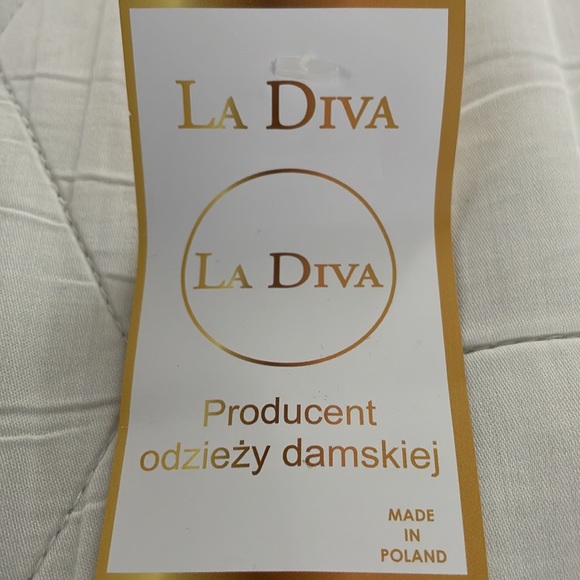 LA DIVA
LA DIVA
Producent
odzieży damskiej
MADE
IN
POLAND